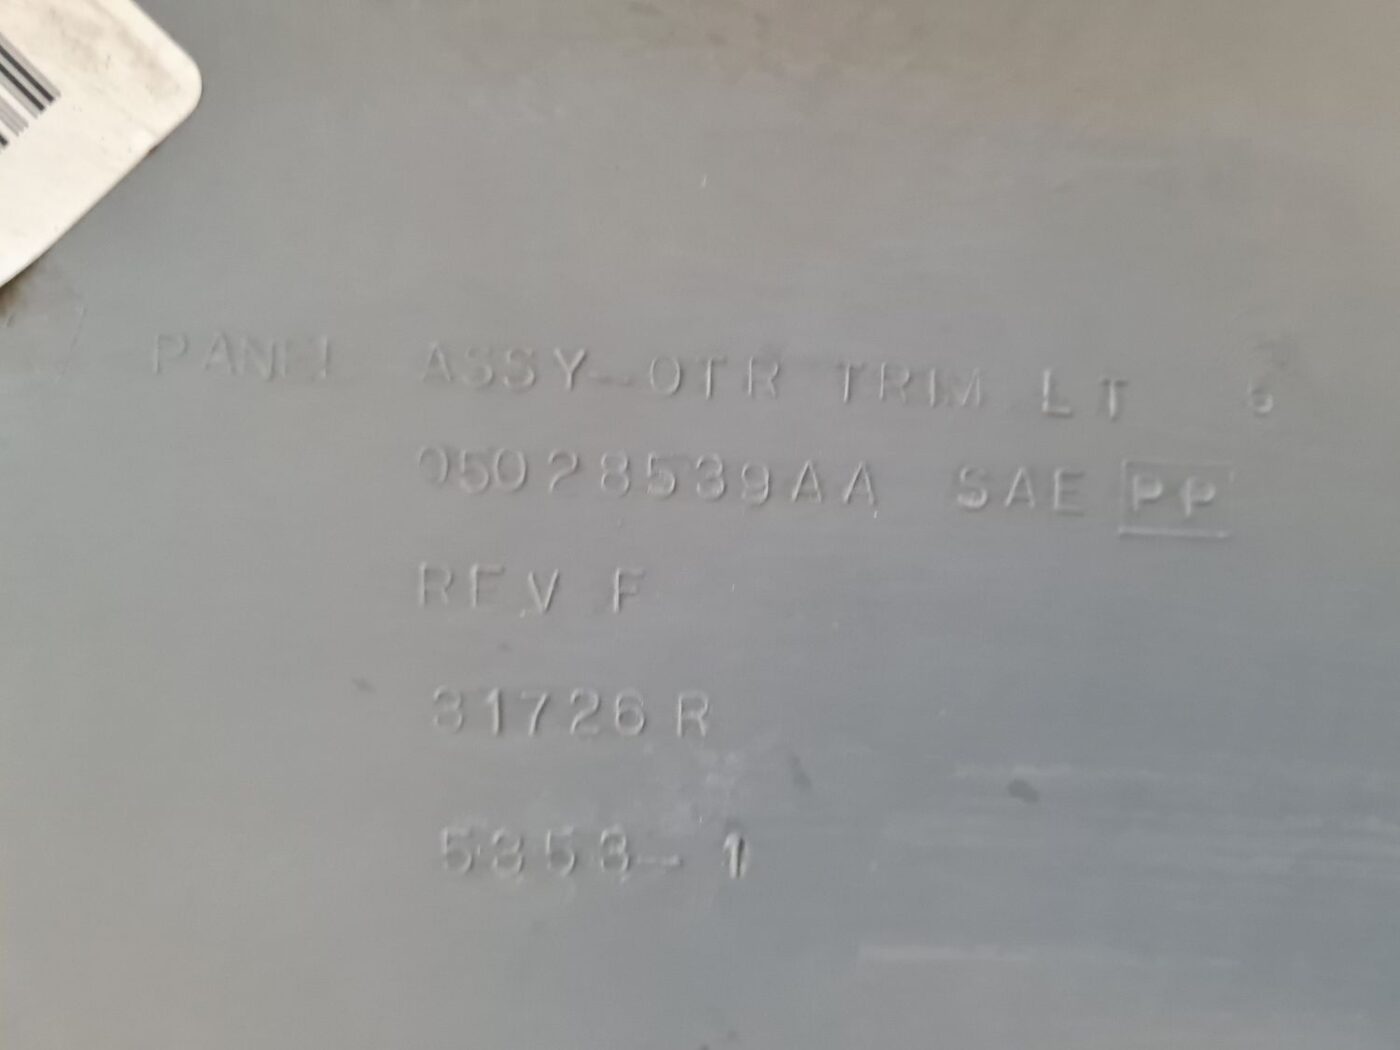 PANEL ASSY-OTR TRIM LT
05028539AA SAE PP
REV F
31726 R
5353-1